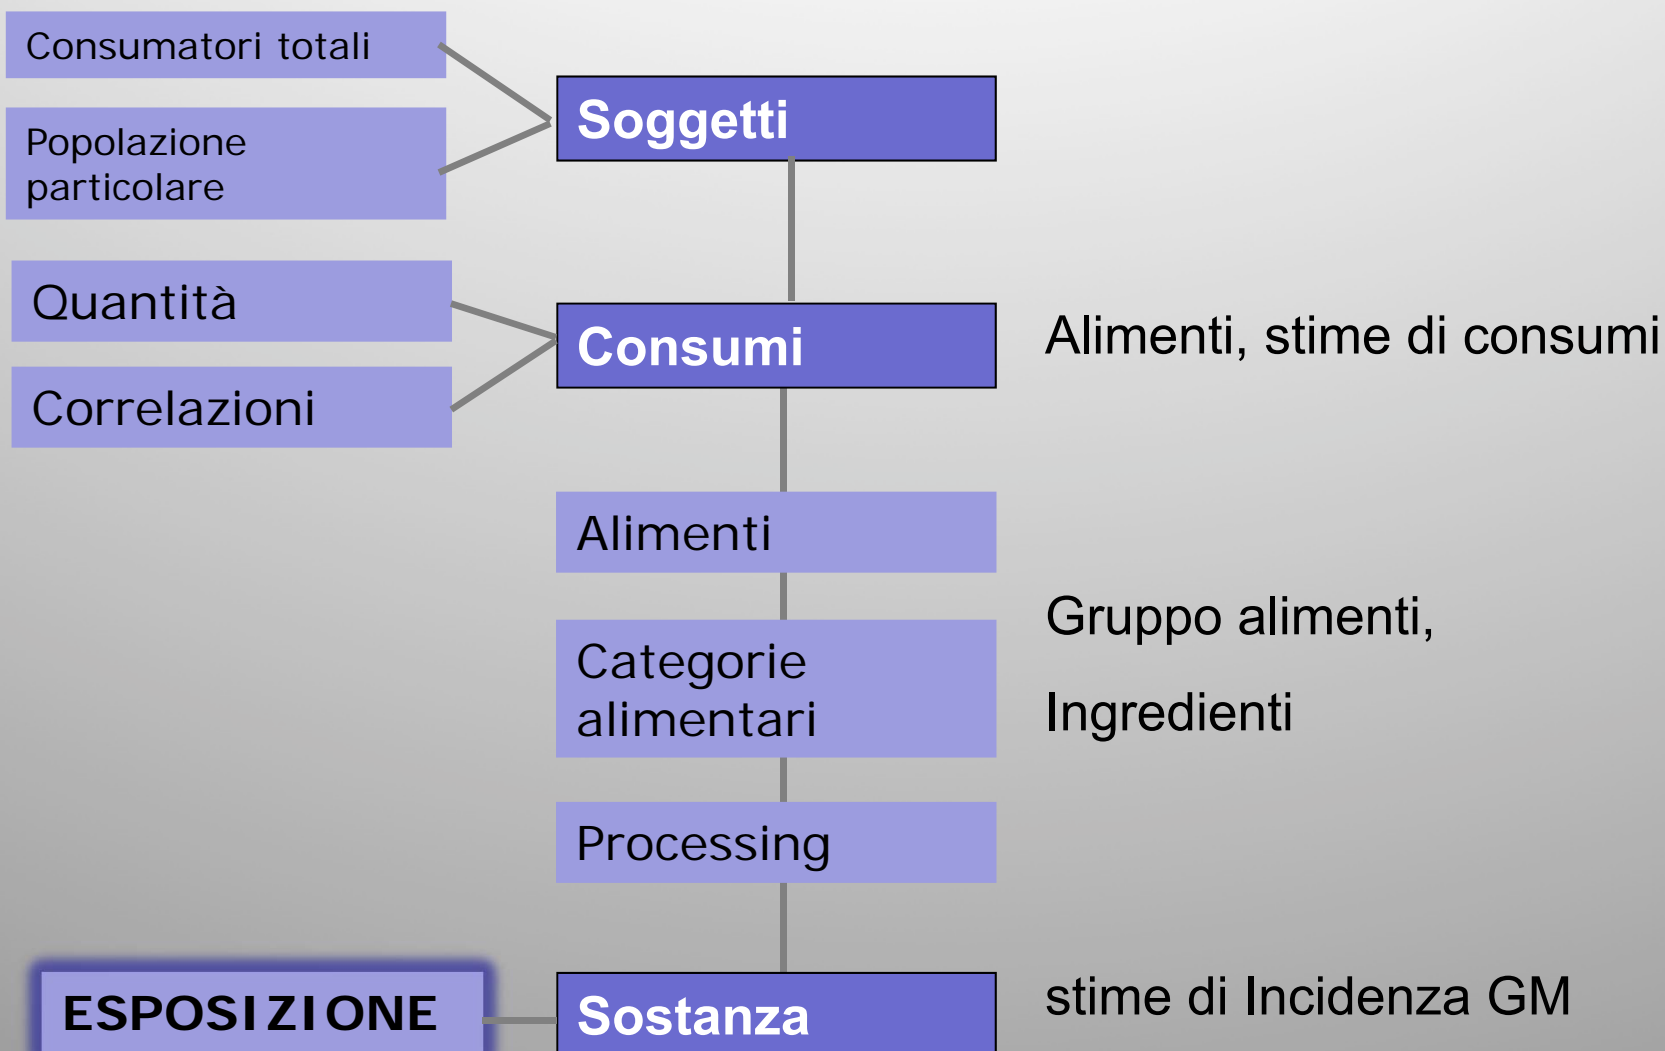 Consumatori totali
Popolazione
particolare
Soggetti
Quantità
Correlazioni
Consumi
Alimenti, stime di consumi
Alimenti
Categorie
alimentari
Gruppo alimenti,
Ingredienti
Processing
ESPOSIZIONE
Sostanza
stime di Incidenza GM